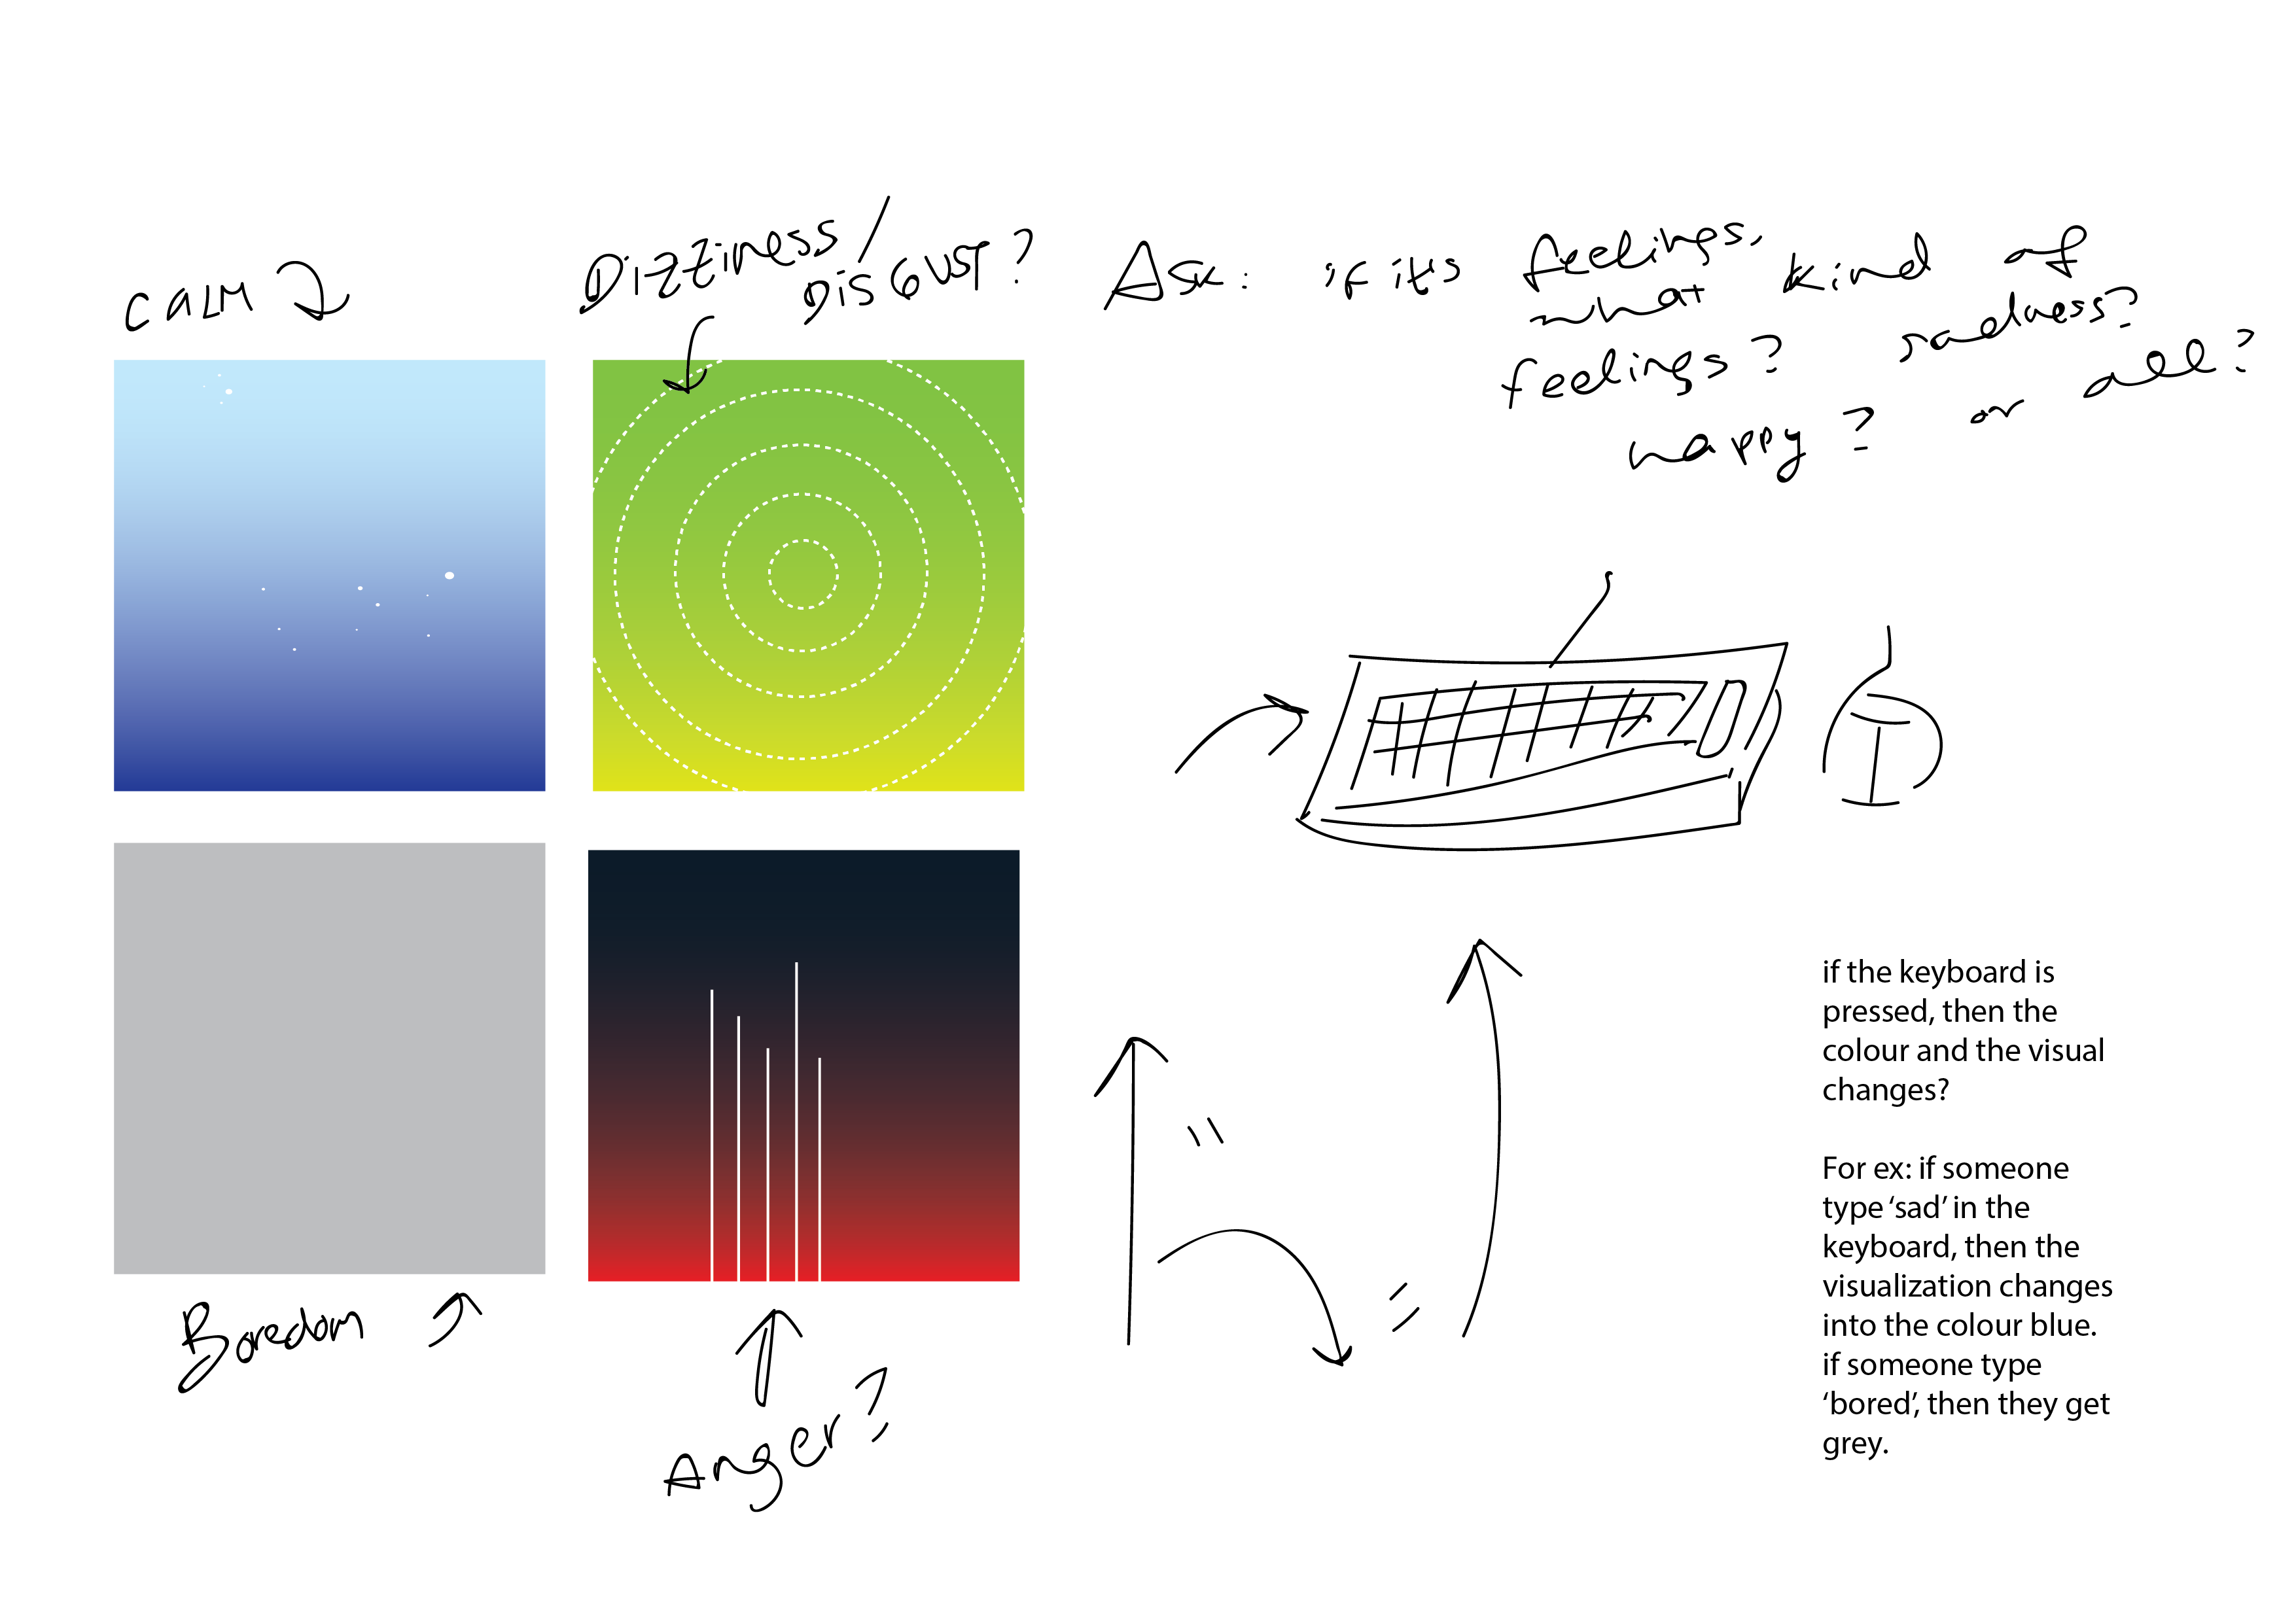 CALM
Dizziness/
DISGUST?
Ask: if its feelings,
what kind of
feelings? sadness?
happy? or all?
Boredom
Anger?
if the keyboard is
pressed, then the
colour and the visual
changes?
For ex: if someone
type ‘sad’ in the
keyboard, then the
visualization changes
into the colour blue.
if someone type
‘bored’, then they get
grey.